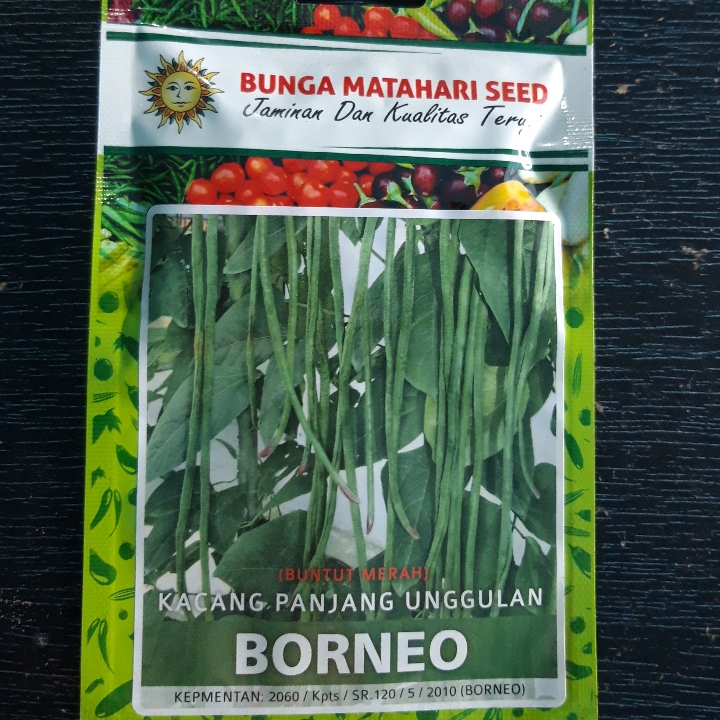 BUNGA MATAHARI SEED
Jaminan Dan Kualitas
(BUNTUT MERAH)
KACANG PANJANG UNGGULAN
BORNEO
KEPMENTAN: 2060 / Kpts / SR.120 / 5 / 2010 (BORNEO)